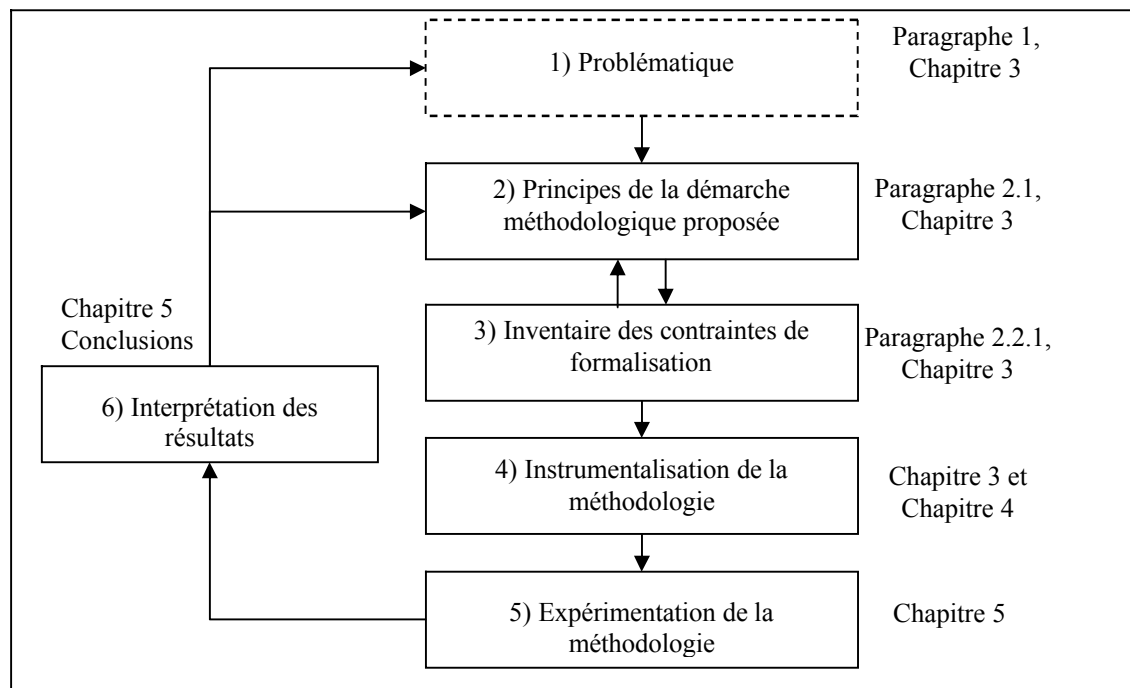 1) Problématique
Paragraphe 1,
Chapitre 3
2) Principes de la démarche
méthodologique proposée
Paragraphe 2.1,
Chapitre 3
Chapitre 5
Conclusions
3) Inventaire des contraintes de
formalisation
Paragraphe 2.2.1,
Chapitre 3
6) Interprétation des
résultats
4) Instrumentalisation de la
méthodologie
Chapitre 3 et
Chapitre 4
5) Expérimentation de la
méthodologie
Chapitre 5